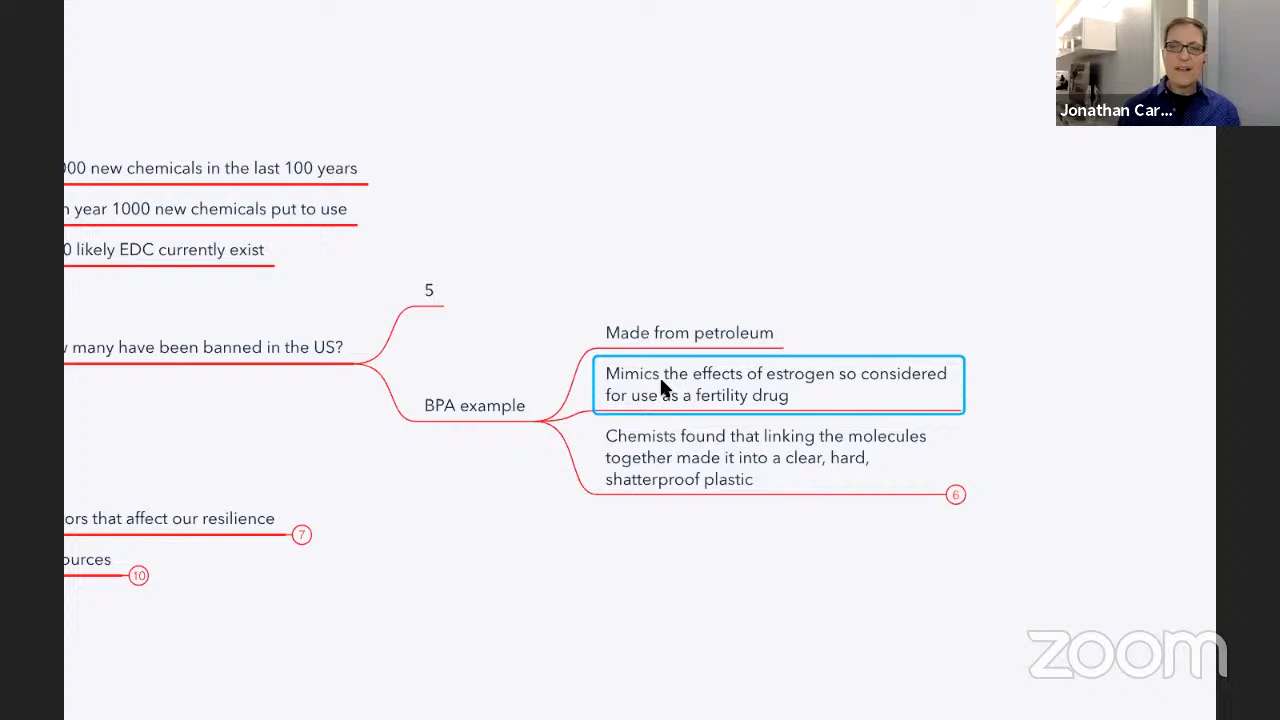 Jonathan Car...
000 new chemicals in the last 100 years
year 1000 new chemicals put to use
0 likely EDC currently exist
5
many have been banned in the US?
Made from petroleum
Mimics the effects of estrogen so considered
for use as a fertility drug
BPA example
Chemists found that linking the molecules
together made it into a clear, hard,
shatterproof plastic
6
ors that affect our resilience
7
ources
10
zoom